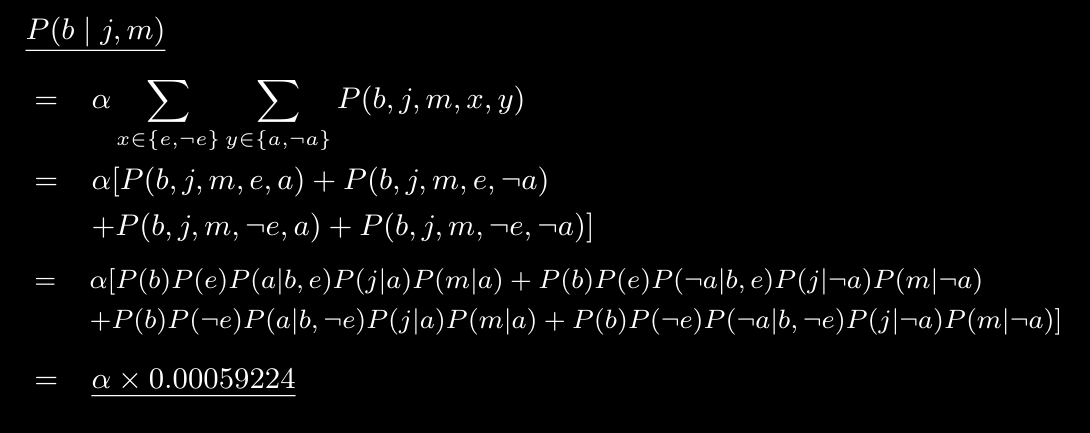 P(b | j, m)
= α ∑ ∑ P(b, j, m, x, y)
x∈{e,¬e} y∈{a,¬a}
= α[P(b, j, m, e, a) + P(b, j, m, e, ¬a)
+P(b, j, m, ¬e, a) + P(b, j, m, ¬e, ¬a)]
= α[P(b)P(e)P(a|b, e)P(j|a)P(m|a) + P(b)P(e)P(¬a|b, e)P(j|¬a)P(m|¬a)
+P(b)P(¬e)P(a|b, ¬e)P(j|a)P(m|a) + P(b)P(¬e)P(¬a|b, ¬e)P(j|¬a)P(m|¬a)]
= α × 0.00059224